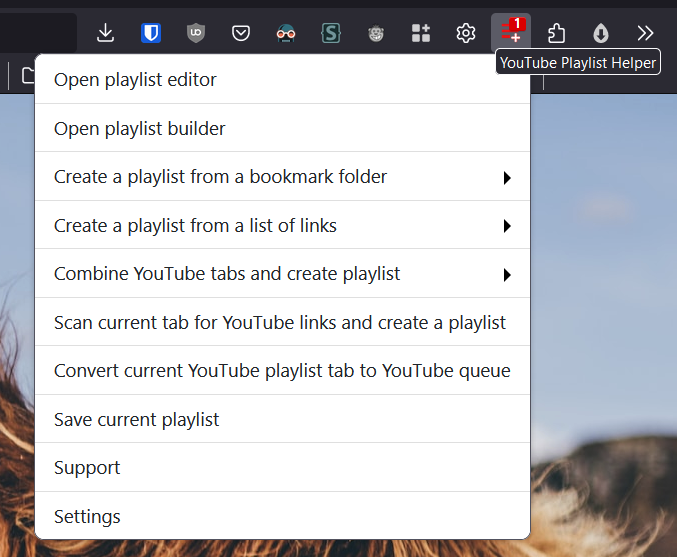 1
YouTube Playlist Helper
Open playlist editor
Open playlist builder
Create a playlist from a bookmark folder
Create a playlist from a list of links
Combine YouTube tabs and create playlist
Scan current tab for YouTube links and create a playlist
Convert current YouTube playlist tab to YouTube queue
Save current playlist
Support
Settings